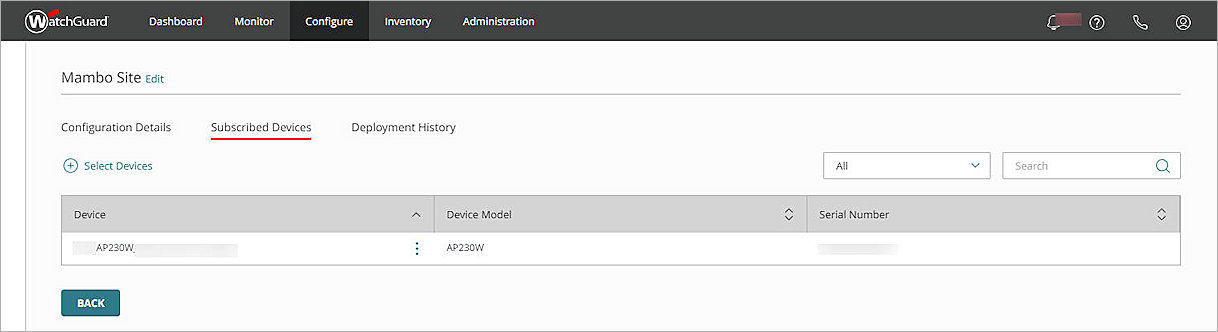 WatchGuard Dashboard Monitor Configure Inventory Administration
Mambo Site Edit
Configuration Details Subscribed Devices Deployment History
Select Devices All Search
Device Device Model Serial Number
AP230W AP230W
BACK